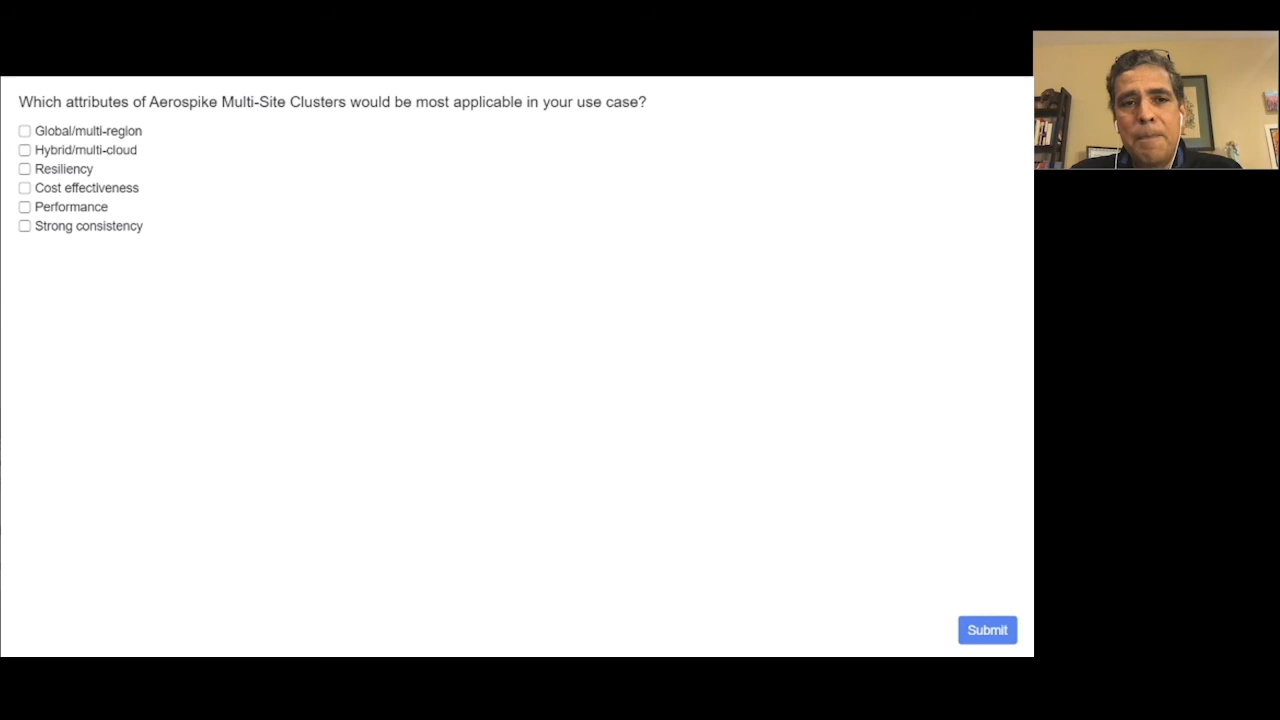 Which attributes of Aerospike Multi-Site Clusters would be most applicable in your use case?
Global/multi-region
Hybrid/multi-cloud
Resiliency
Cost effectiveness
Performance
Strong consistency
Submit